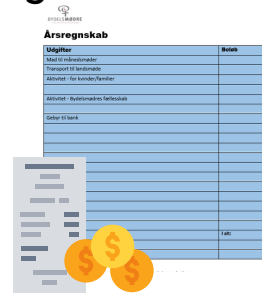 BYDELSMØDRE
Årsregnskab
Udgifter Beløb
Mad til månedsmøder
Transport til landsmøde
Aktivitet - for kvinder/familier
Aktivitet - Bydelsmødres fællesskab
Gebyr til bank
I alt:
$ $ $